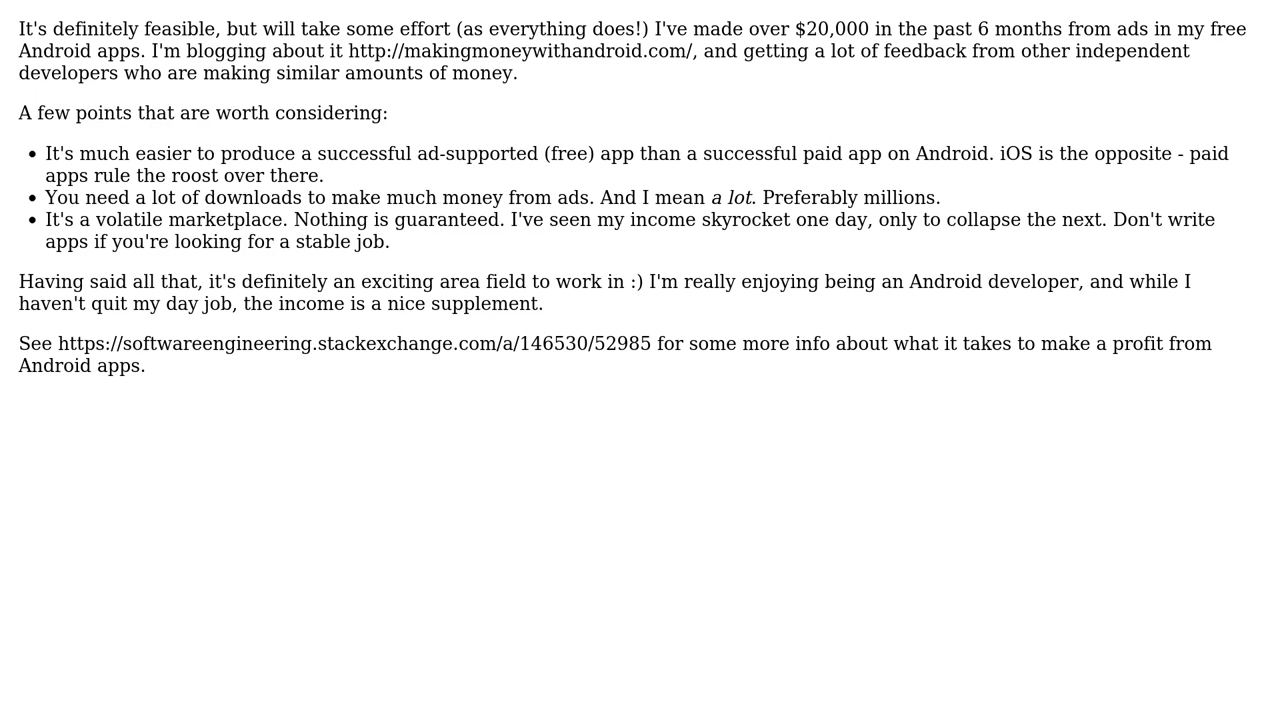 It's definitely feasible, but will take some effort (as everything does!) I've made over $20,000 in the past 6 months from ads in my free
Android apps. I'm blogging about it http://makingmoneywithandroid.com/, and getting a lot of feedback from other independent
developers who are making similar amounts of money.
A few points that are worth considering:
• It's much easier to produce a successful ad-supported (free) app than a successful paid app on Android. iOS is the opposite - paid
apps rule the roost over there.
• You need a lot of downloads to make much money from ads. And I mean a lot. Preferably millions.
• It's a volatile marketplace. Nothing is guaranteed. I've seen my income skyrocket one day, only to collapse the next. Don't write
apps if you're looking for a stable job.
Having said all that, it's definitely an exciting area field to work in :) I'm really enjoying being an Android developer, and while I
haven't quit my day job, the income is a nice supplement.
See https://softwareengineering.stackexchange.com/a/146530/52985 for some more info about what it takes to make a profit from
Android apps.